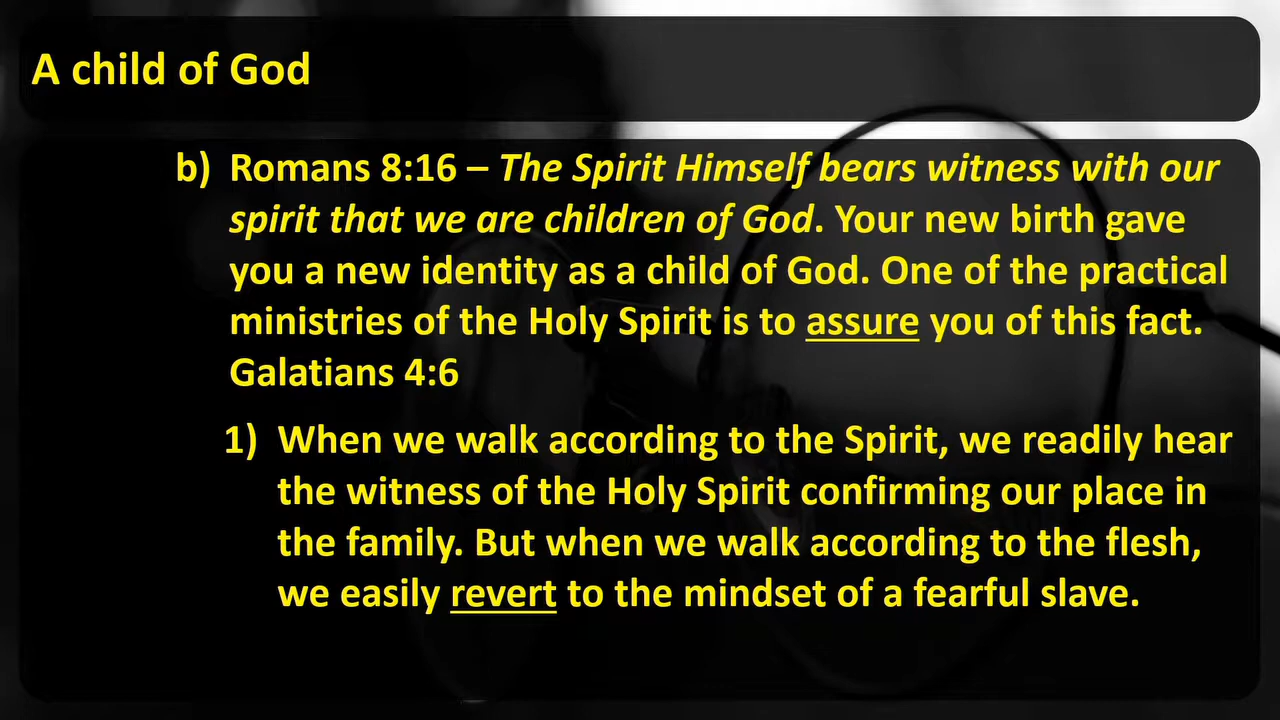 A child of God
b) Romans 8:16 – The Spirit Himself bears witness with our
spirit that we are children of God. Your new birth gave
you a new identity as a child of God. One of the practical
ministries of the Holy Spirit is to assure you of this fact.
Galatians 4:6
1) When we walk according to the Spirit, we readily hear
the witness of the Holy Spirit confirming our place in
the family. But when we walk according to the flesh,
we easily revert to the mindset of a fearful slave.